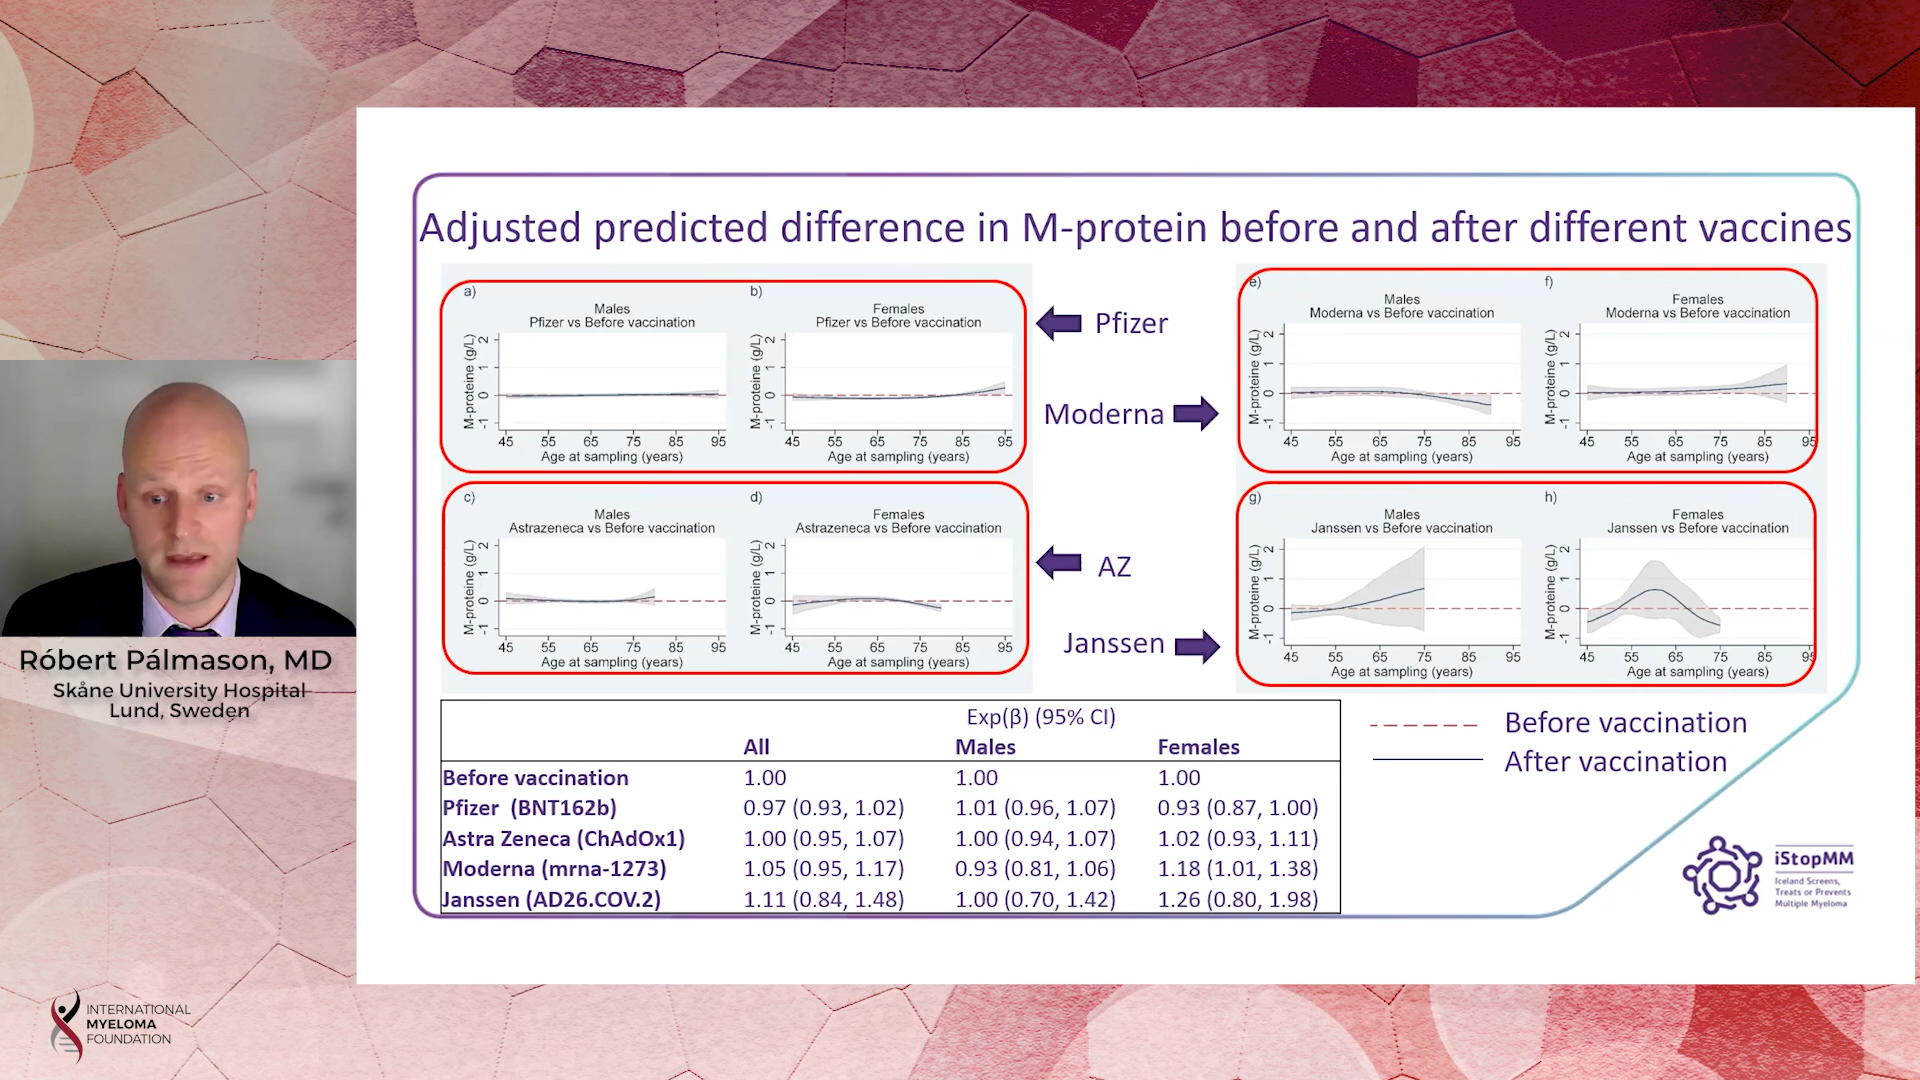 Adjusted predicted difference in M-protein before and after different vaccines
a)
Males
Pfizer vs Before vaccination
M-proteine (g/L)
2
1
0
-1
45 55 65 75 85 95
Age at sampling (years)
b)
Females
Pfizer vs Before vaccination
M-proteine (g/L)
2
1
0
-1
45 55 65 75 85 95
Age at sampling (years)
Pfizer
Moderna
e)
Males
Moderna vs Before vaccination
M-proteine (g/L)
2
1
0
-1
45 55 65 75 85 95
Age at sampling (years)
f)
Females
Moderna vs Before vaccination
M-proteine (g/L)
2
1
0
-1
45 55 65 75 85 95
Age at sampling (years)
c)
Males
Astrazeneca vs Before vaccination
M-proteine (g/L)
2
1
0
-1
45 55 65 75 85 95
Age at sampling (years)
d)
Females
Astrazeneca vs Before vaccination
M-proteine (g/L)
2
1
0
-1
45 55 65 75 85 95
Age at sampling (years)
AZ
Janssen
g)
Males
Janssen vs Before vaccination
M-proteine (g/L)
2
1
0
-1
45 55 65 75 85 95
Age at sampling (years)
h)
Females
Janssen vs Before vaccination
M-proteine (g/L)
2
1
0
-1
45 55 65 75 85 95
Age at sampling (years)
Exp(β) (95% CI)
All Males Females
Before vaccination 1.00 1.00 1.00
Pfizer (BNT162b) 0.97 (0.93, 1.02) 1.01 (0.96, 1.07) 0.93 (0.87, 1.00)
Astra Zeneca (ChAdOx1) 1.00 (0.95, 1.07) 1.00 (0.94, 1.07) 1.02 (0.93, 1.11)
Moderna (mrna-1273) 1.05 (0.95, 1.17) 0.93 (0.81, 1.06) 1.18 (1.01, 1.38)
Janssen (AD26.COV.2) 1.11 (0.84, 1.48) 1.00 (0.70, 1.42) 1.26 (0.80, 1.98)
Before vaccination
After vaccination
iStopMM
Iceland Screens,
Treats or Prevents
Multiple Myeloma
Róbert Pálmason, MD
Skåne University Hospital
Lund, Sweden
INTERNATIONAL
MYELOMA
FOUNDATION